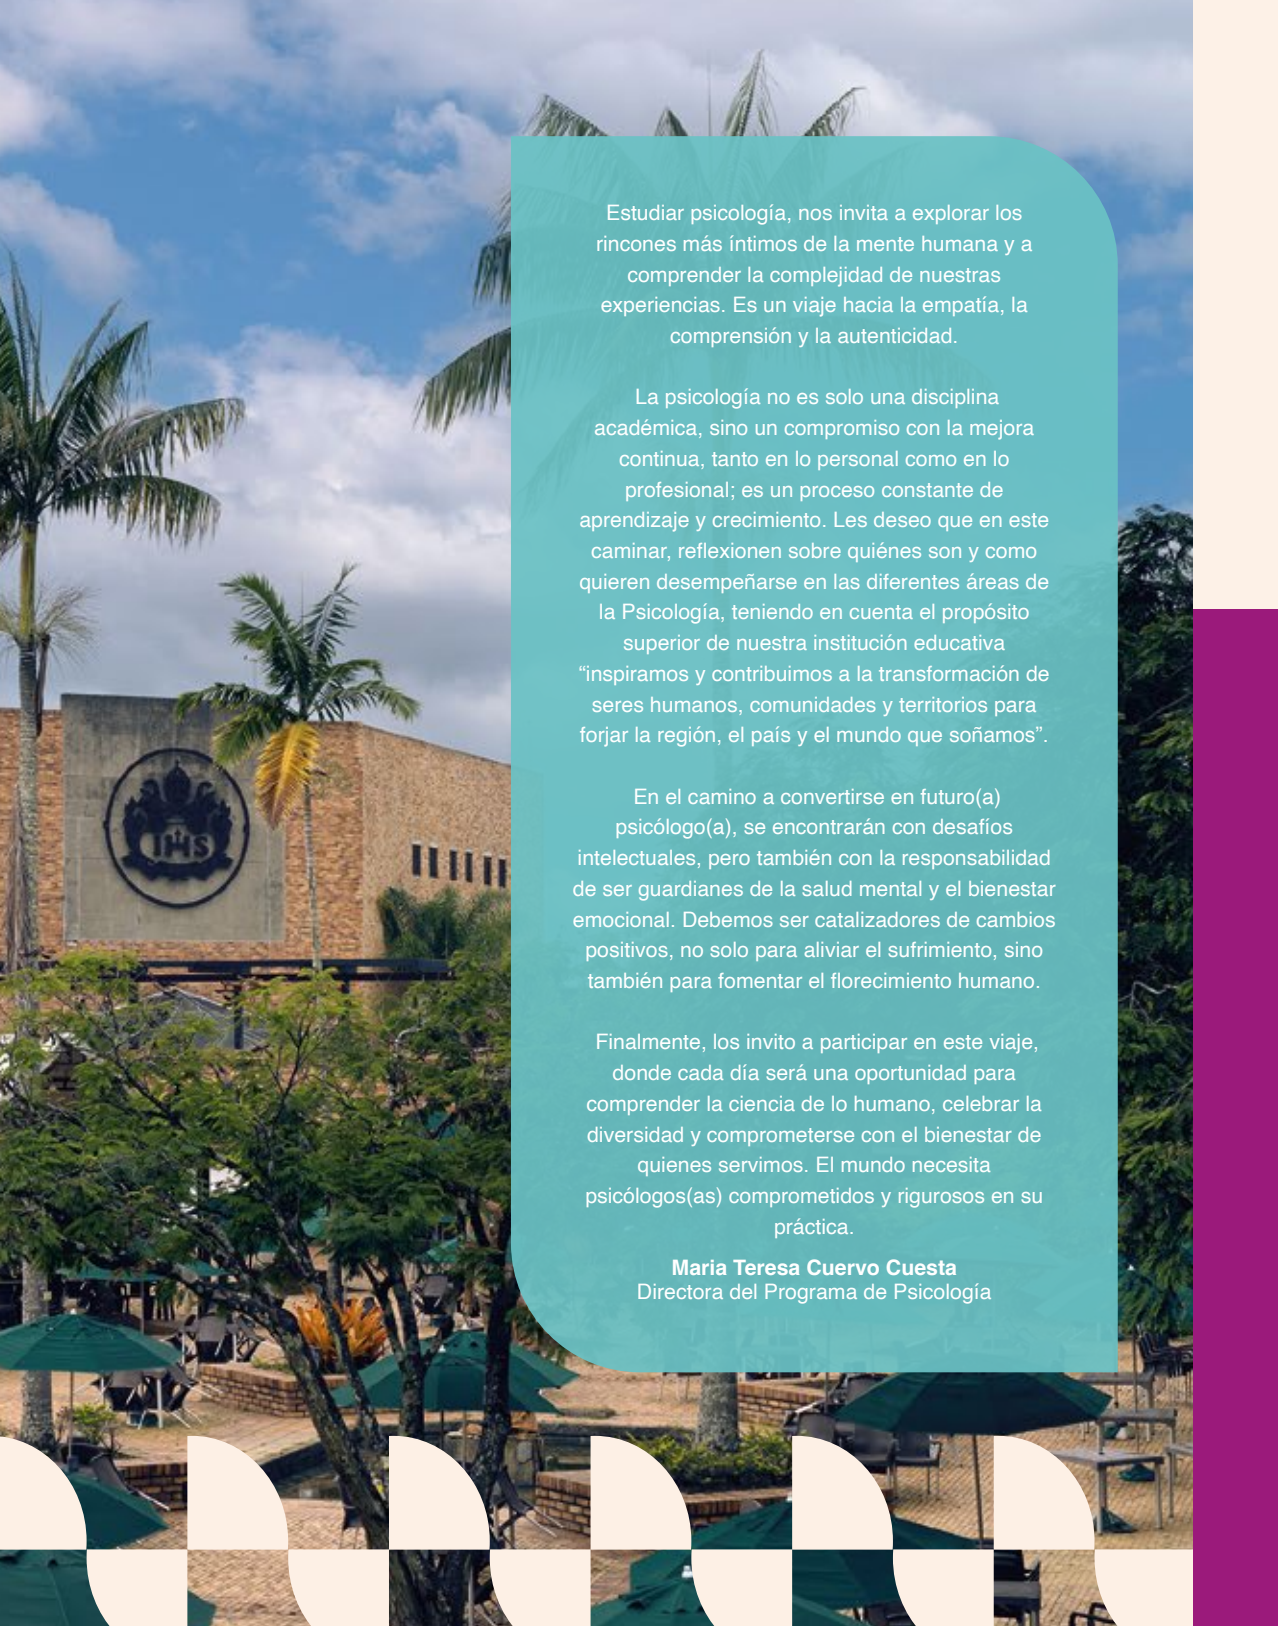 Estudiar psicología, nos invita a explorar los
rincones más íntimos de la mente humana y a
comprender la complejidad de nuestras
experiencias. Es un viaje hacia la empatía, la
comprensión y la autenticidad.
La psicología no es solo una disciplina
académica, sino un compromiso con la mejora
continua, tanto en lo personal como en lo
profesional; es un proceso constante de
aprendizaje y crecimiento. Les deseo que en este
caminar, reflexionen sobre quiénes son y como
quieren desempeñarse en las diferentes áreas de
la Psicología, teniendo en cuenta el propósito
superior de nuestra institución educativa
“inspiramos y contribuimos a la transformación de
seres humanos, comunidades y territorios para
forjar la región, el país y el mundo que soñamos”.
En el camino a convertirse en futuro(a)
psicólogo(a), se encontrarán con desafíos
intelectuales, pero también con la responsabilidad
de ser guardianes de la salud mental y el bienestar
emocional. Debemos ser catalizadores de cambios
positivos, no solo para aliviar el sufrimiento, sino
también para fomentar el florecimiento humano.
Finalmente, los invito a participar en este viaje,
donde cada día será una oportunidad para
comprender la ciencia de lo humano, celebrar la
diversidad y comprometerse con el bienestar de
quienes servimos. El mundo necesita
psicólogos(as) comprometidos y rigurosos en su
práctica.
Maria Teresa Cuervo Cuesta
Directora del Programa de Psicología
IHS